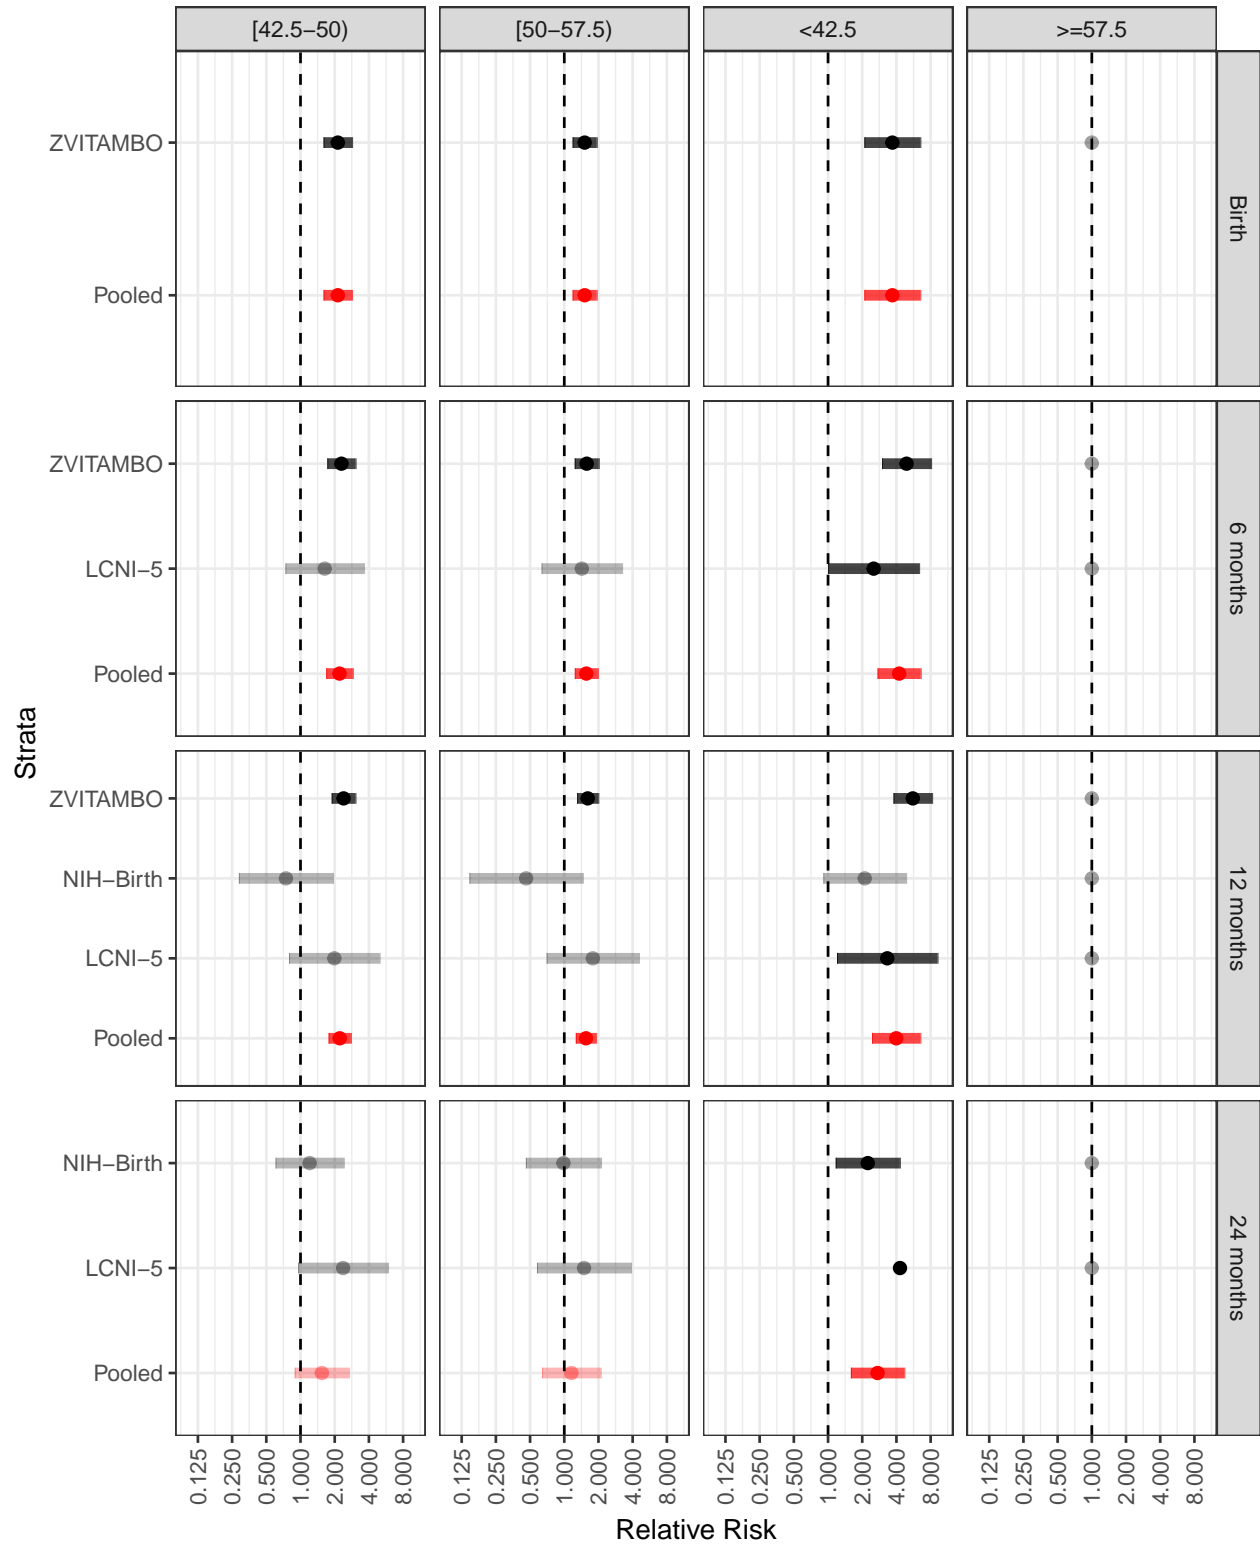 [42.5−50)
[50−57.5)
<42.5
>=57.5
ZVITAMBO
Pooled
Birth
ZVITAMBO
LCNI−5
Pooled
6 months
ZVITAMBO
NIH−Birth
LCNI−5
Pooled
12 months
NIH−Birth
LCNI−5
Pooled
24 months
Strata
0.125 0.250 0.500 1.000 2.000 4.000 8.000
0.125 0.250 0.500 1.000 2.000 4.000 8.000
0.125 0.250 0.500 1.000 2.000 4.000 8.000
0.125 0.250 0.500 1.000 2.000 4.000 8.000
Relative Risk